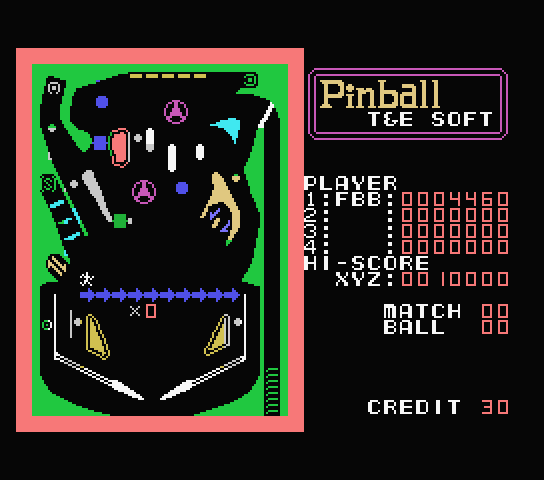 Pinball
T&E SOFT
PLAYER
1:FBB:0004460
2: :0000000
3: :0000000
4: :0000000
HI-SCORE
XYZ:0010000
×0
MATCH 00
BALL 00
CREDIT 30